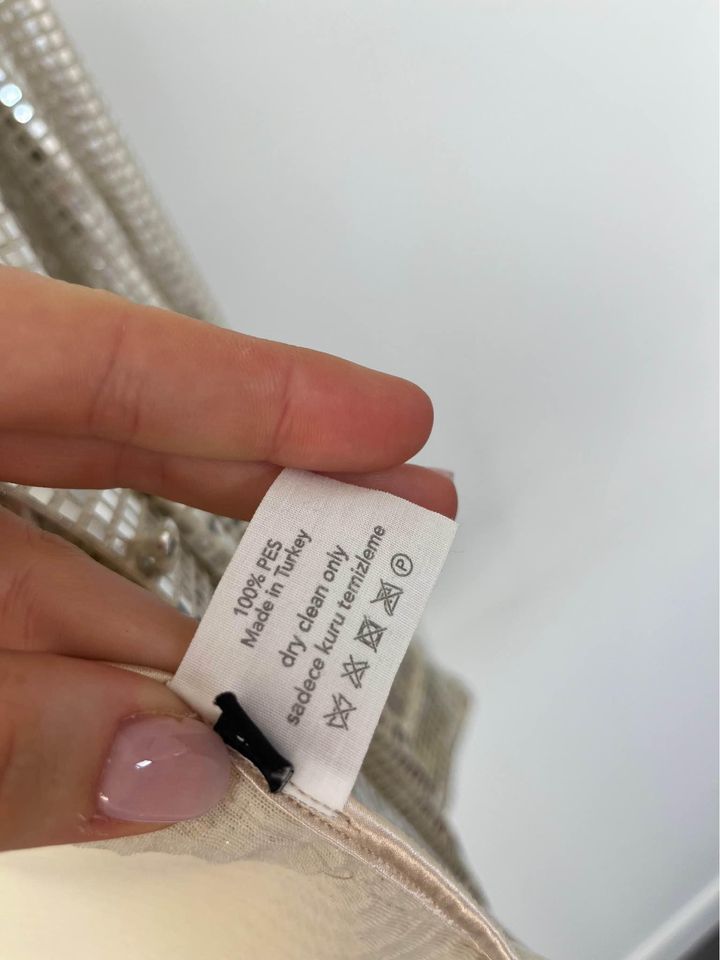 100% PES
Made in Turkey
dry clean only
sadece kuru temizleme
P